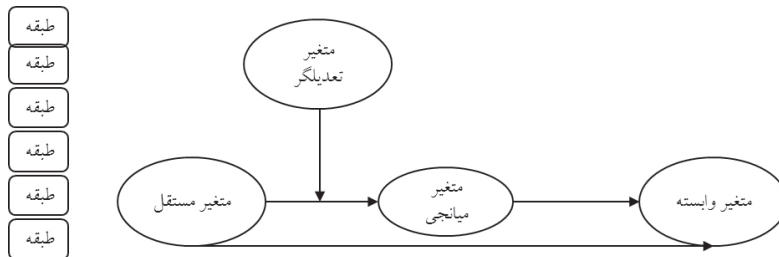 طبقه
طبقه
طبقه
طبقه
طبقه
طبقه
متغیر
تعدیلگر
متغیر مستقل
متغیر
میانجی
متغیر وابسته